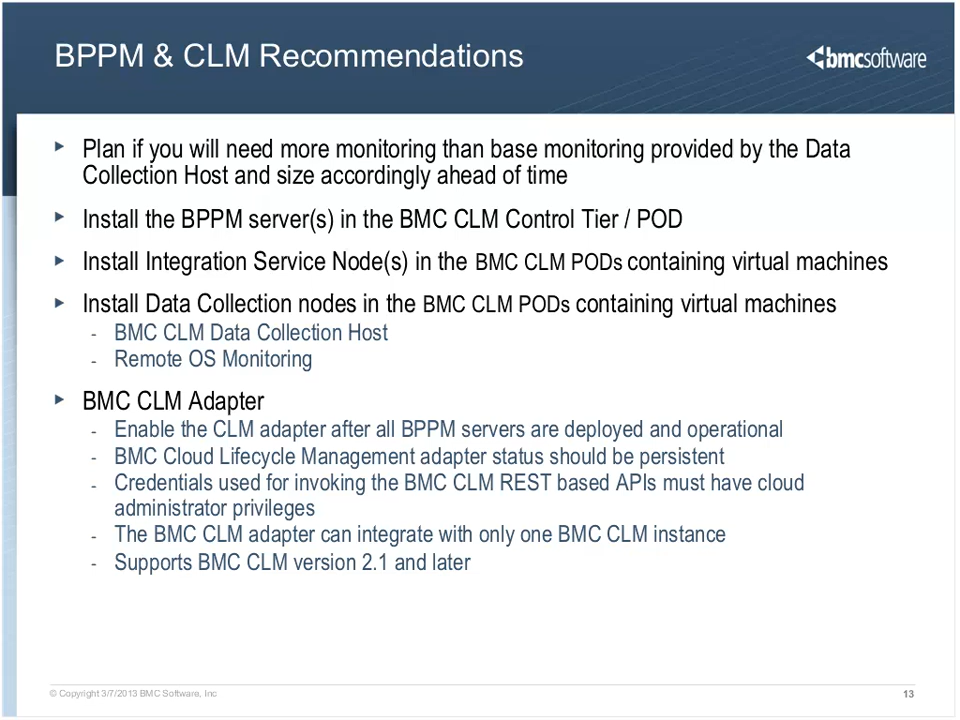 BPPM & CLM Recommendations
bmcsoftware
Plan if you will need more monitoring than base monitoring provided by the Data
Collection Host and size accordingly ahead of time
Install the BPPM server(s) in the BMC CLM Control Tier / POD
Install Integration Service Node(s) in the BMC CLM PODs containing virtual machines
Install Data Collection nodes in the BMC CLM PODs containing virtual machines
- BMC CLM Data Collection Host
- Remote OS Monitoring
BMC CLM Adapter
- Enable the CLM adapter after all BPPM servers are deployed and operational
- BMC Cloud Lifecycle Management adapter status should be persistent
- Credentials used for invoking the BMC CLM REST based APIs must have cloud
administrator privileges
- The BMC CLM adapter can integrate with only one BMC CLM instance
- Supports BMC CLM version 2.1 and later
© Copyright 3/7/2013 BMC Software, Inc
13